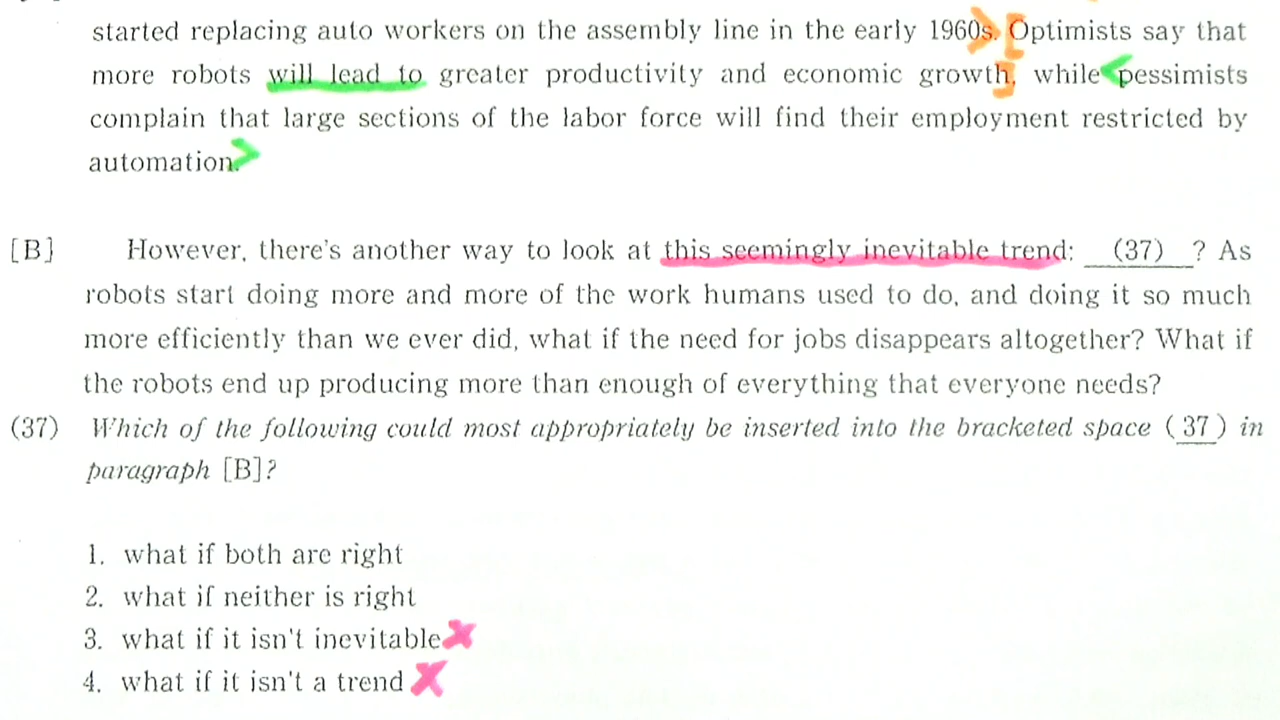 started replacing auto workers on the assembly line in the early 1960s. Optimists say that
more robots will lead to greater productivity and economic growth, while pessimists
complain that large sections of the labor force will find their employment restricted by
automation.
[B] However, there's another way to look at this seemingly inevitable trend: (37) ? As
robots start doing more and more of the work humans used to do, and doing it so much
more efficiently than we ever did, what if the need for jobs disappears altogether? What if
the robots end up producing more than enough of everything that everyone needs?
(37) Which of the following could most appropriately be inserted into the bracketed space ( 37 ) in
paragraph [B]?
1. what if both are right
2. what if neither is right
3. what if it isn't inevitable
4. what if it isn't a trend